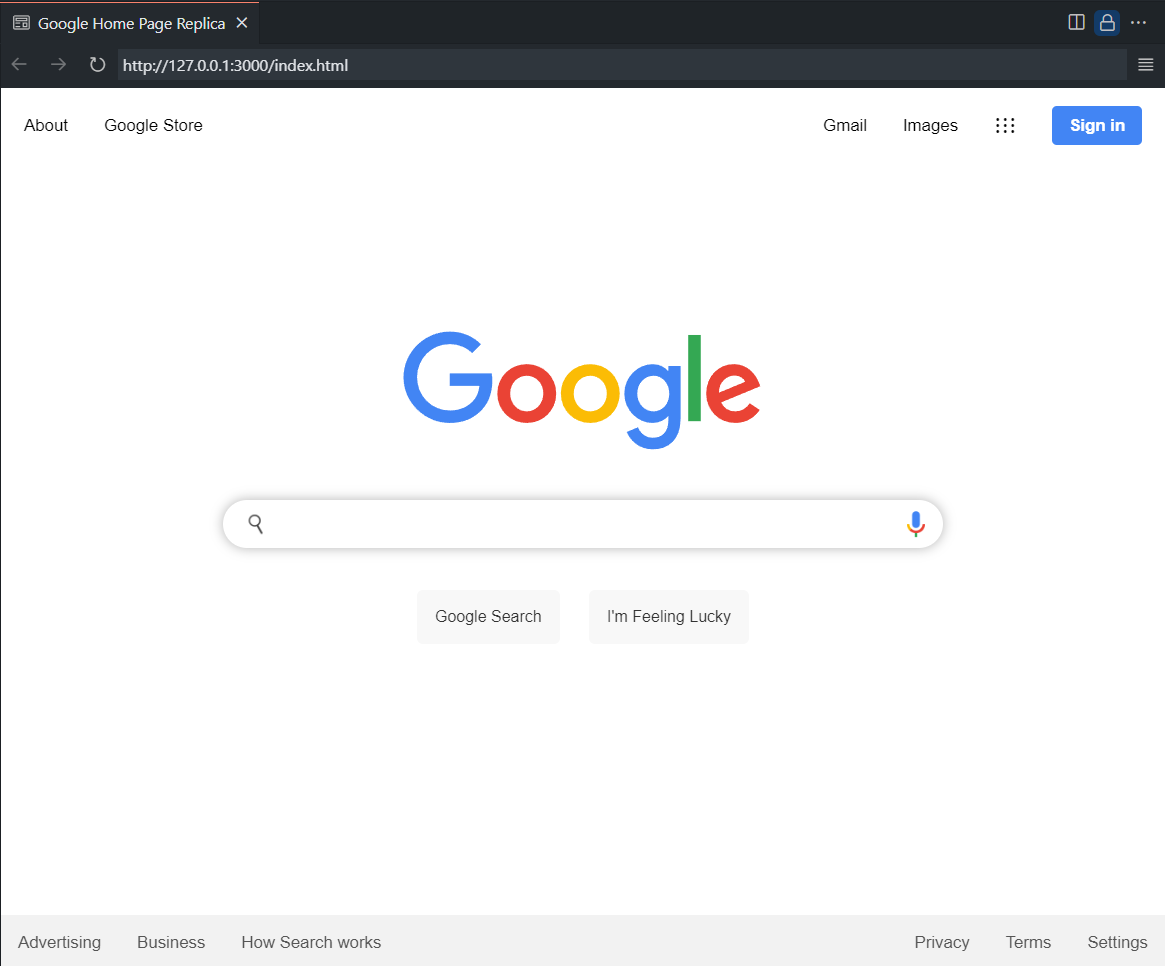 Google Home Page Replica
http://127.0.0.1:3000/index.html
About Google Store Gmail Images Sign in
Google
Google Search I'm Feeling Lucky
Advertising Business How Search works Privacy Terms Settings